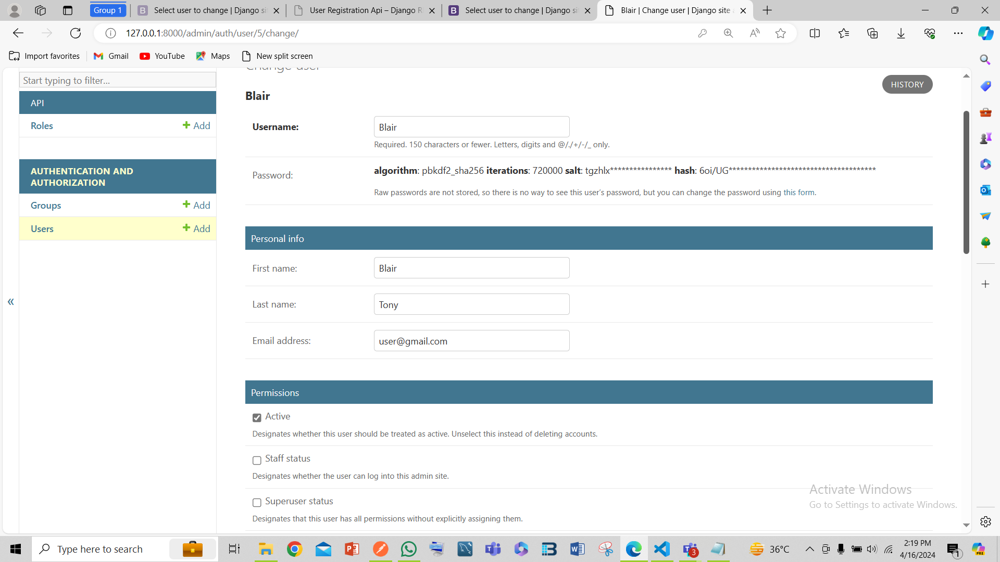 Group 1
Select user to change | Django si
User Registration Api – Django R
Select user to change | Django si
Blair | Change user | Django site a
127.0.0.1:8000/admin/auth/user/5/change/
Import favorites
Gmail
YouTube
Maps
New split screen
Change user
Start typing to filter...
HISTORY
Blair
API
Roles
Add
Username:
Blair
Required. 150 characters or fewer. Letters, digits and @/./+/-/_ only.
AUTHENTICATION AND
AUTHORIZATION
Password:
algorithm: pbkdf2_sha256 iterations: 720000 salt: tgzhlx**************** hash: 6oi/UG**************************************
Raw passwords are not stored, so there is no way to see this user’s password, but you can change the password using this form.
Groups
Add
Users
Add
Personal info
First name:
Blair
Last name:
Tony
Email address:
user@gmail.com
Permissions
Active
Designates whether this user should be treated as active. Unselect this instead of deleting accounts.
Staff status
Designates whether the user can log into this admin site.
Superuser status
Designates that this user has all permissions without explicitly assigning them.
Activate Windows
Go to Settings to activate Windows.
Type here to search
3
36°C
2:19 PM
4/16/2024
1
PRE